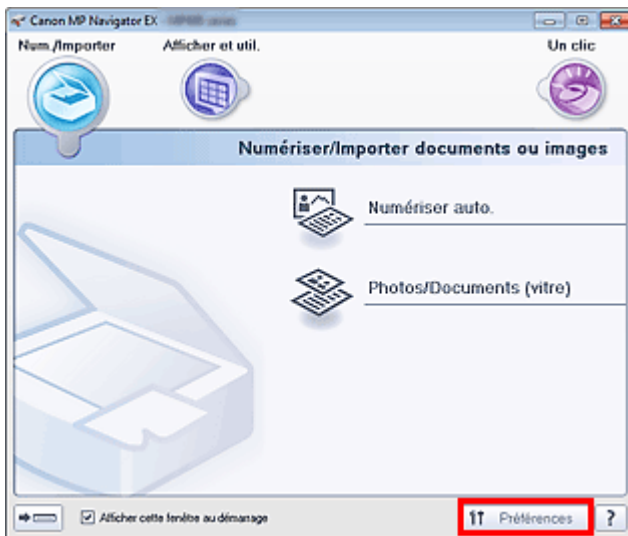 Canon MP Navigator EX
Num./Importer
Afficher et util.
Un clic
Numériser/Importer documents ou images
Numériser auto.
Photos/Documents (vitre)
Afficher cette fenêtre au démarrage
Préférences
?